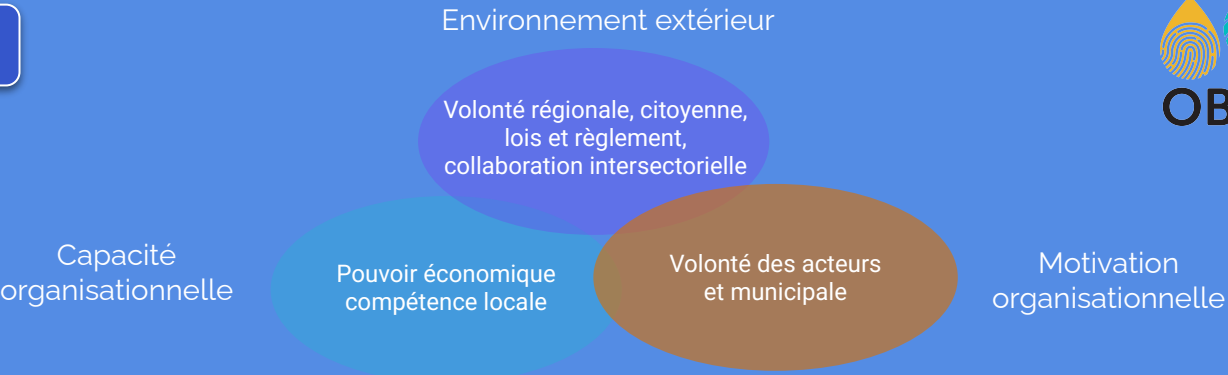 Environnement extérieur
OB
Volonté régionale, citoyenne,
lois et règlement,
collaboration intersectorielle
Capacité
organisationnelle
Pouvoir économique
compétence locale
Volonté des acteurs
et municipale
Motivation
organisationnelle